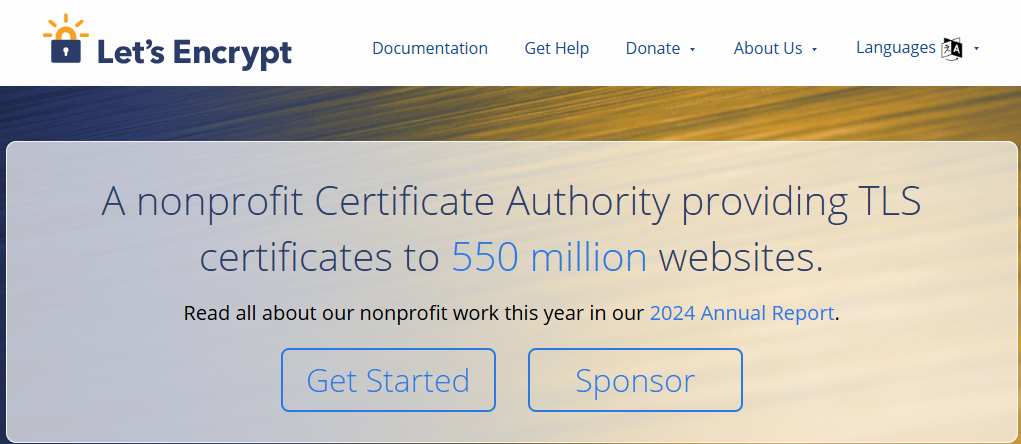 Let's Encrypt
Documentation
Get Help
Donate
About Us
Languages
A nonprofit Certificate Authority providing TLS
certificates to 550 million websites.
Read all about our nonprofit work this year in our 2024 Annual Report.
Get Started
Sponsor